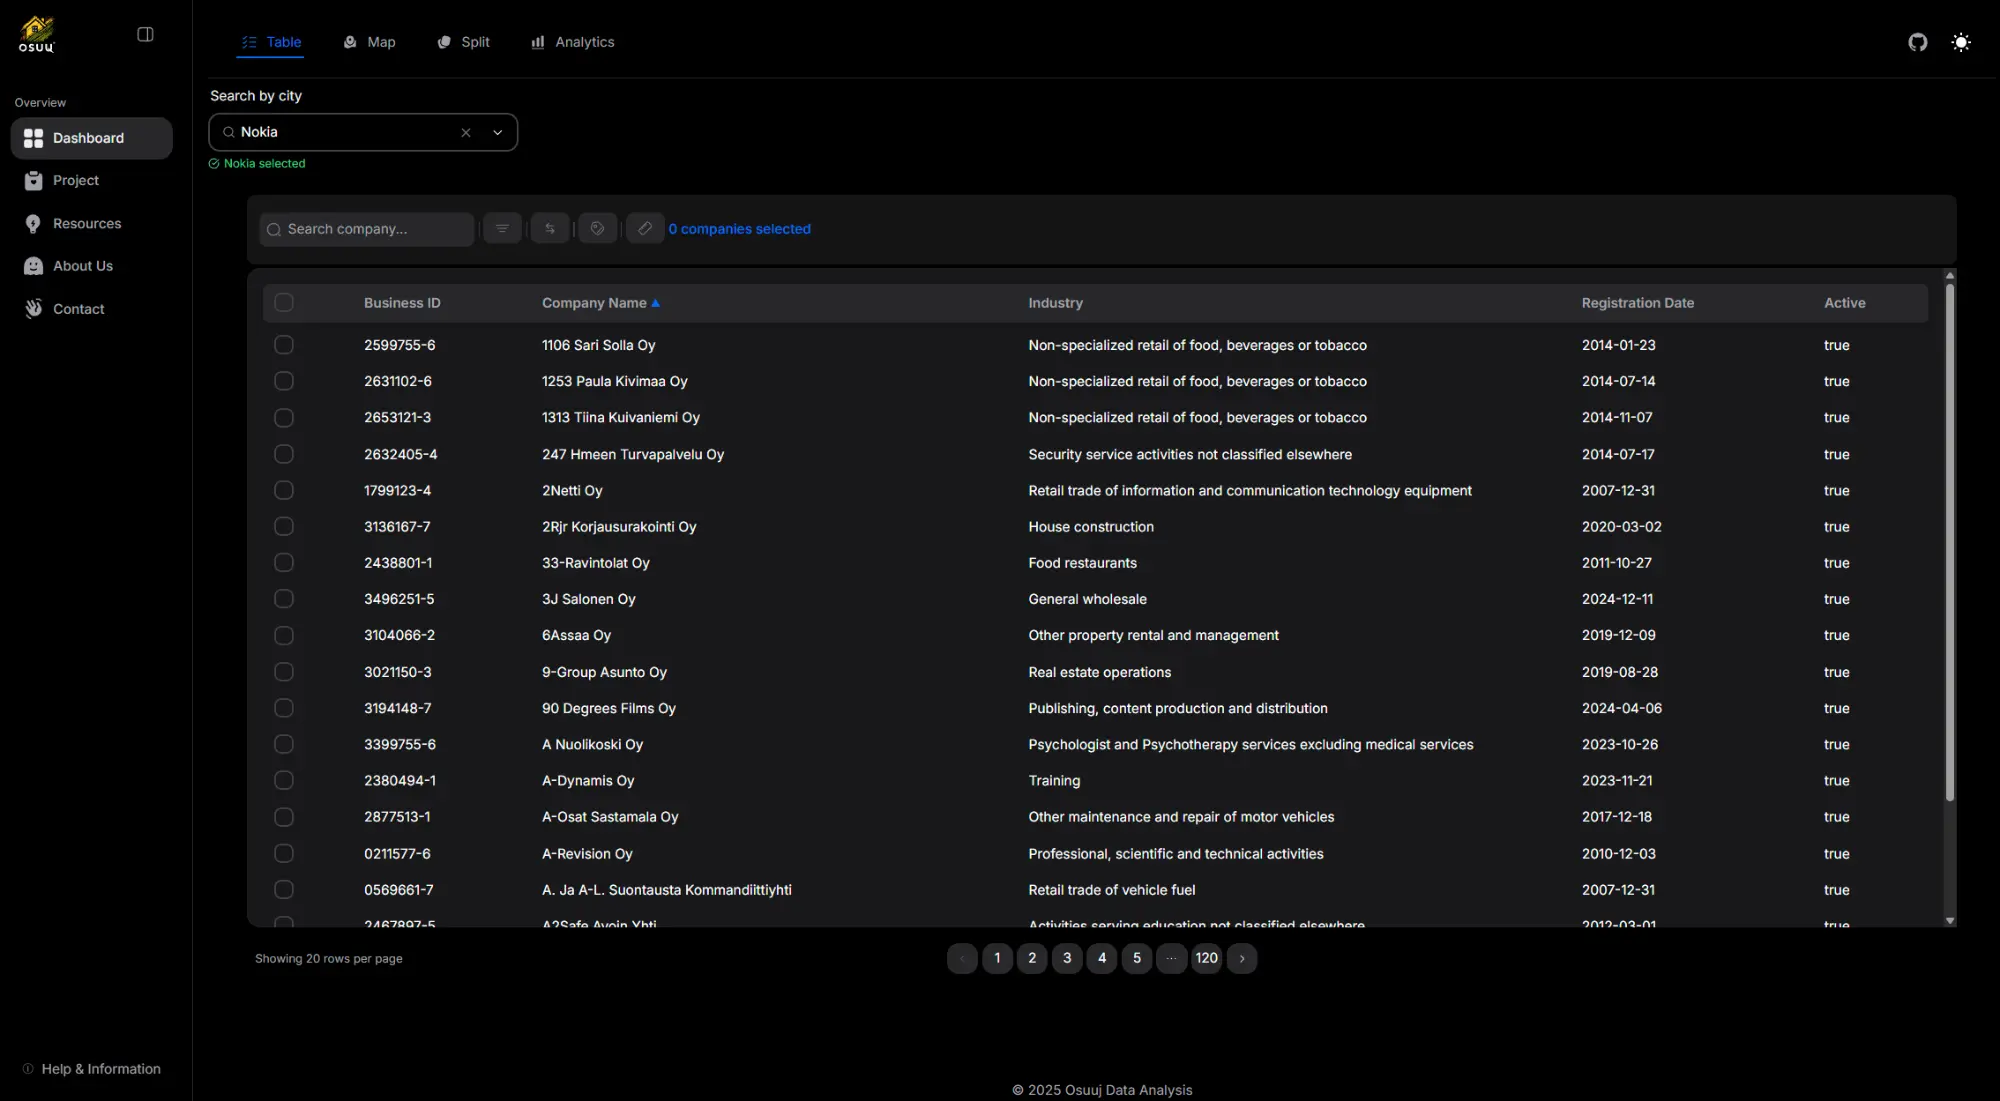 osuuj
Table Map Split Analytics
Search by city
Nokia
Nokia selected
Overview
Dashboard
Project
Resources
About Us
Contact
Search company...
0 companies selected
Business ID Company Name Industry Registration Date Active
2599755-6 1106 Sari Solla Oy Non-specialized retail of food, beverages or tobacco 2014-01-23 true
2631102-6 1253 Paula Kivimaa Oy Non-specialized retail of food, beverages or tobacco 2014-07-14 true
2653121-3 1313 Tiina Kuivaniemi Oy Non-specialized retail of food, beverages or tobacco 2014-11-07 true
2632405-4 247 Hmeen Turvapalvelu Oy Security service activities not classified elsewhere 2014-07-17 true
1799123-4 2Netti Oy Retail trade of information and communication technology equipment 2007-12-31 true
3136167-7 2Rjr Korjausurakointi Oy House construction 2020-03-02 true
2438801-1 33-Ravintolat Oy Food restaurants 2011-10-27 true
3496251-5 3J Salonen Oy General wholesale 2024-12-11 true
3104066-2 6Assaa Oy Other property rental and management 2019-12-09 true
3021150-3 9-Group Asunto Oy Real estate operations 2019-08-28 true
3194148-7 90 Degrees Films Oy Publishing, content production and distribution 2024-04-06 true
3399755-6 A Nuolikoski Oy Psychologist and Psychotherapy services excluding medical services 2023-10-26 true
2380494-1 A-Dynamis Oy Training 2023-11-21 true
2877513-1 A-Osat Sastamala Oy Other maintenance and repair of motor vehicles 2017-12-18 true
0211577-6 A-Revision Oy Professional, scientific and technical activities 2010-12-03 true
0569661-7 A. Ja A-L. Suontausta Kommandiittiyhti Retail trade of vehicle fuel 2007-12-31 true
2467897-5 A2Safe Avoin Yhti Activities serving education not classified elsewhere 2012-03-01 true
Showing 20 rows per page
1 2 3 4 5 ... 120
Help & Information
© 2025 Osuuj Data Analysis